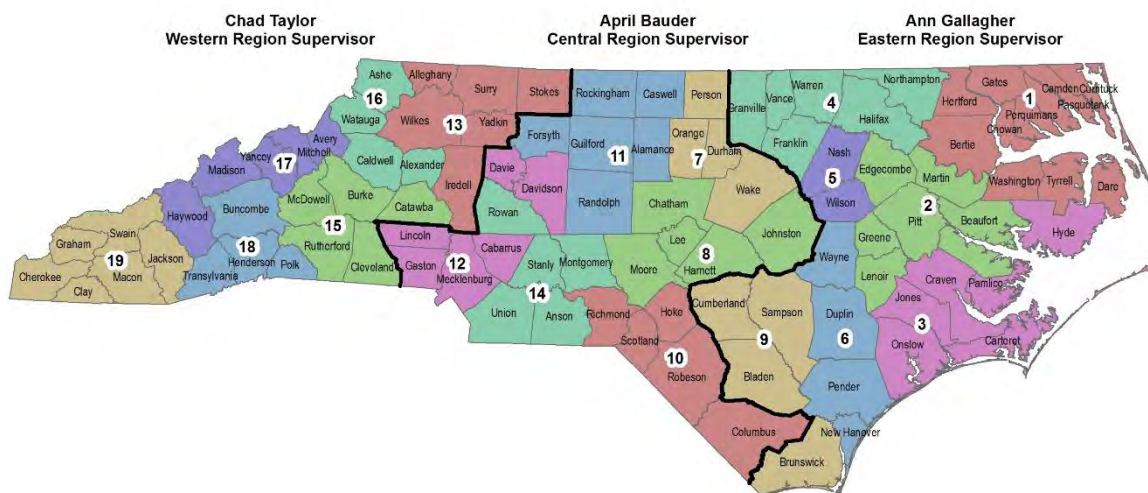 Chad Taylor
Western Region Supervisor
April Bauder
Central Region Supervisor
Ann Gallagher
Eastern Region Supervisor
Ashe
Alleghany
Surry
Stokes
Rockingham
Caswell
Person
Granville
Vance
Warren
Northampton
Hertford
Gates
Camden
Currituck
Pasquotank
Perquimans
Chowan
1
16
Watauga
Wilkes
13
Yadkin
Forsyth
Guilford
11
Alamance
Orange
7
Durham
Franklin
4
Halifax
Bertie
Avery
Mitchell
Yancey
17
Madison
Caldwell
Alexander
Iredell
Davie
Davidson
Randolph
Chatham
Wake
Nash
5
Wilson
Edgecombe
Martin
Washington
Tyrrell
Dare
Haywood
Buncombe
McDowell
Burke
15
Catawba
Rowan
Lee
8
Johnston
2
Pitt
Beaufort
Hyde
Greene
Swain
Graham
19
Jackson
Macon
Cherokee
Clay
18
Henderson
Transylvania
Polk
Rutherford
Cleveland
Lincoln
Gaston
12
Cabarrus
Mecklenburg
Stanly
Montgomery
Moore
Harnett
Wayne
Lenoir
Craven
Pamlico
Jones
3
Onslow
Carteret
14
Union
Anson
Richmond
Hoke
Scotland
10
Robeson
Cumberland
Sampson
9
Bladen
Duplin
6
Pender
Columbus
New Hanover
Brunswick